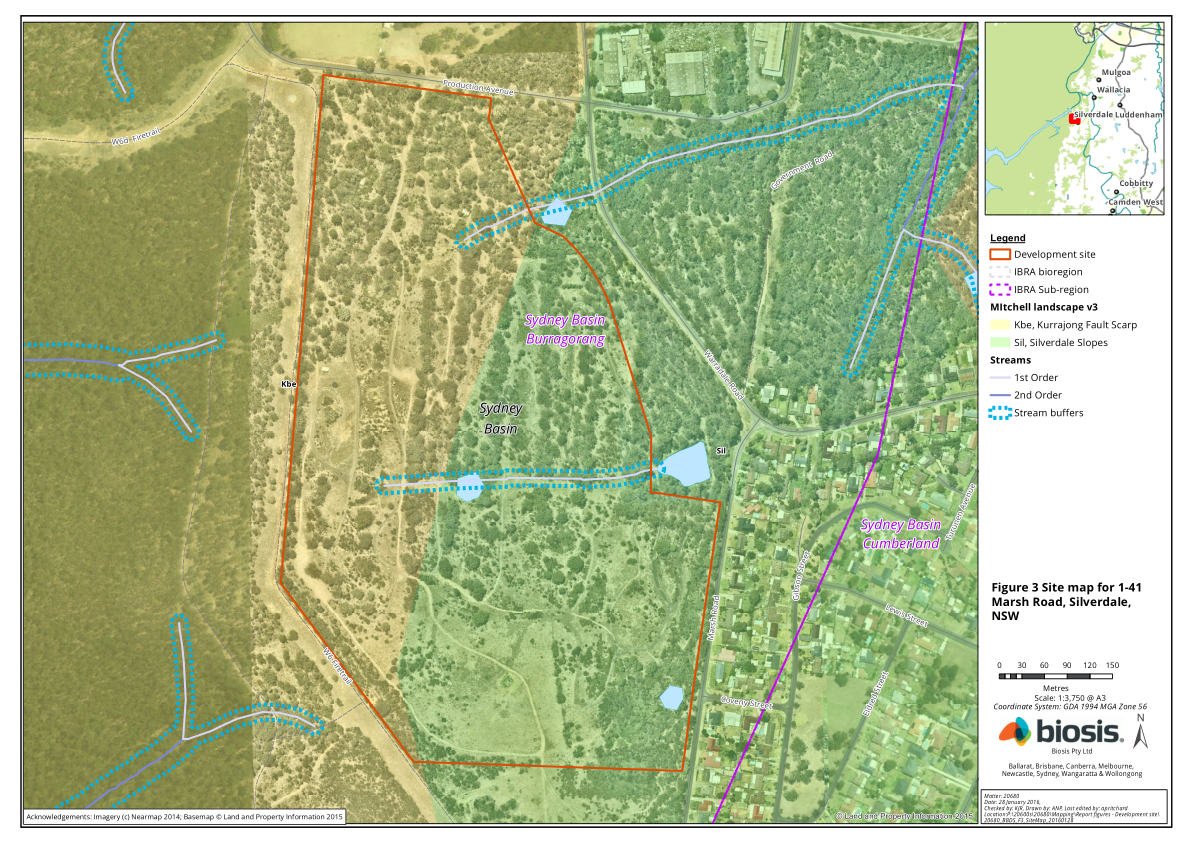 Production Avenue
Wod Firetrail
Government Road
Sydney Basin
Burragorang
Warradale Road
Kbe
Sydney
Basin
Sil
Sydney Basin
Cumberland
Taronga Avenue
Gibson Street
Lewis Street
Marsh Road
Wod Firetrail
Coverty Street
Eldred Street
Acknowledgements: Imagery (c) Nearmap 2014; Basemap © Land and Property Information 2015
© Land and Property Information 2015
Mulgoa
Wallacia
Silverdale Luddenham
Cobbitty
Camden West
Legend
Development site
IBRA bioregion
IBRA Sub-region
Mitchell landscape v3
Kbe, Kurrajong Fault Scarp
Sil, Silverdale Slopes
Streams
1st Order
2nd Order
Stream buffers
Figure 3 Site map for 1-41
Marsh Road, Silverdale,
NSW
0 30 60 90 120 150
Metres
Scale: 1:3,750 @ A3
Coordinate System: GDA 1994 MGA Zone 56
biosis.
N
Biosis Pty Ltd
Ballarat, Brisbane, Canberra, Melbourne,
Newcastle, Sydney, Wangaratta & Wollongong
Matter: 20680
Date: 28 January 2016,
Checked by: KJR, Drawn by: ANP, Last edited by: apritchard
Location:P:\20600s\20680\Mapping\Report figures - Development site\
20680_BBDS_F3_SiteMap_20160128